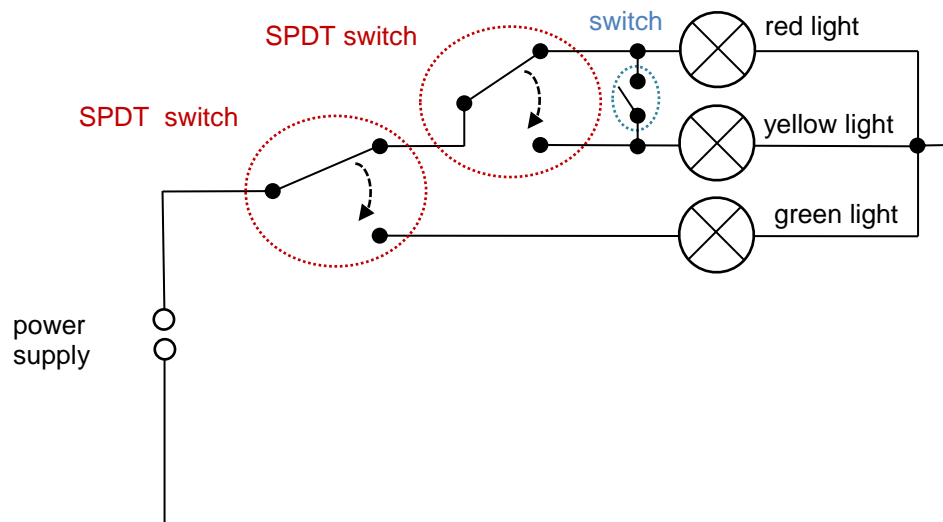 switch
red light
SPDT switch
SPDT switch
yellow light
green light
power
supply